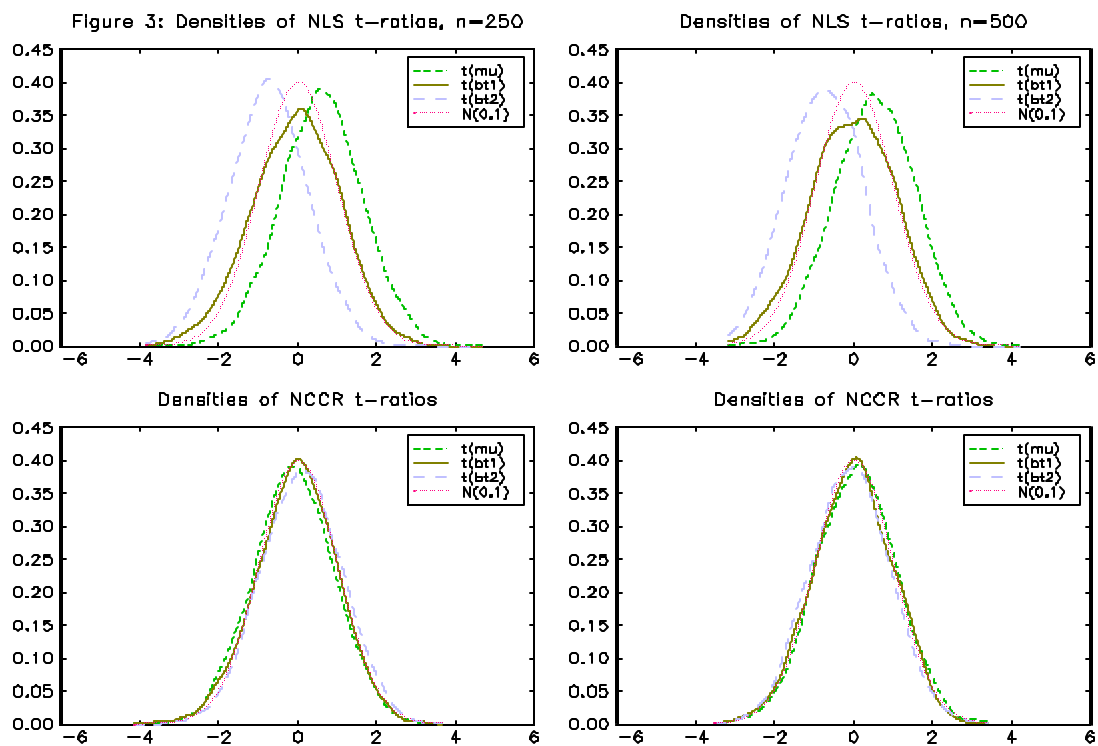 Figure 3: Densities of NLS t-ratios, n=250
0.45
0.40
0.35
0.30
0.25
0.20
0.15
0.10
0.05
0.00
-6 -4 -2 0 2 4 6
t(mu)
t(bt1)
t(bt2)
N(0.1)
Densities of NLS t-ratios, n=500
0.45
0.40
0.35
0.30
0.25
0.20
0.15
0.10
0.05
0.00
-6 -4 -2 0 2 4 6
t(mu)
t(bt1)
t(bt2)
N(0.1)
Densities of NCCR t-ratios
0.45
0.40
0.35
0.30
0.25
0.20
0.15
0.10
0.05
0.00
-6 -4 -2 0 2 4 6
t(mu)
t(bt1)
t(bt2)
N(0.1)
Densities of NCCR t-ratios
0.45
0.40
0.35
0.30
0.25
0.20
0.15
0.10
0.05
0.00
-6 -4 -2 0 2 4 6
t(mu)
t(bt1)
t(bt2)
N(0.1)